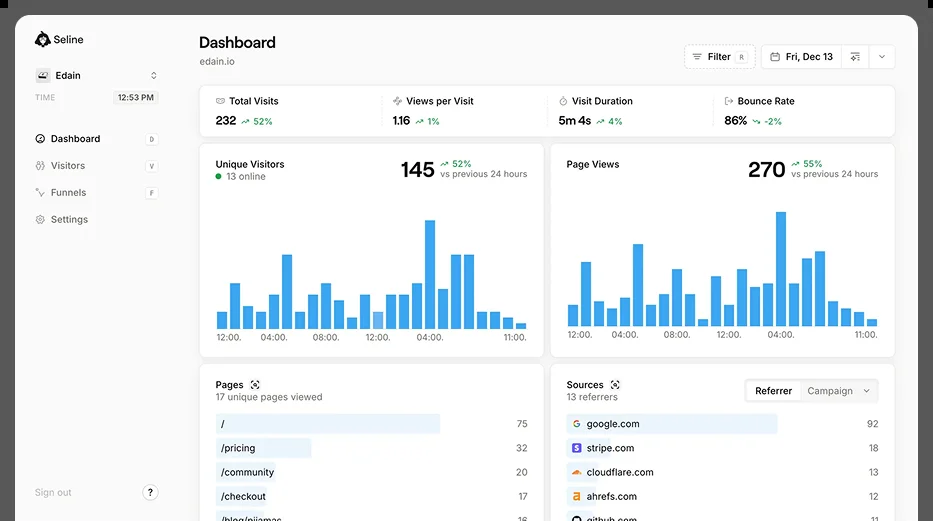 Seline
Edain
TIME
12:53 PM
Dashboard
D
Visitors
V
Funnels
F
Settings
Sign out
?
Dashboard
edain.io
Filter
R
Fri, Dec 13
Total Visits
232
52%
Views per Visit
1.16
1%
Visit Duration
5m 4s
4%
Bounce Rate
86%
-2%
Unique Visitors
13 online
145
52%
vs previous 24 hours
12:00. 04:00. 08:00. 12:00. 04:00. 11:00.
Page Views
270
55%
vs previous 24 hours
12:00. 04:00. 08:00. 12:00. 04:00. 11:00.
Pages
17 unique pages viewed
/ 75
/pricing 32
/community 20
/checkout 17
/blog/pijamas 16
Sources
13 referrers
Referrer
Campaign
google.com 92
stripe.com 18
cloudflare.com 13
ahrefs.com 12
github.com 11